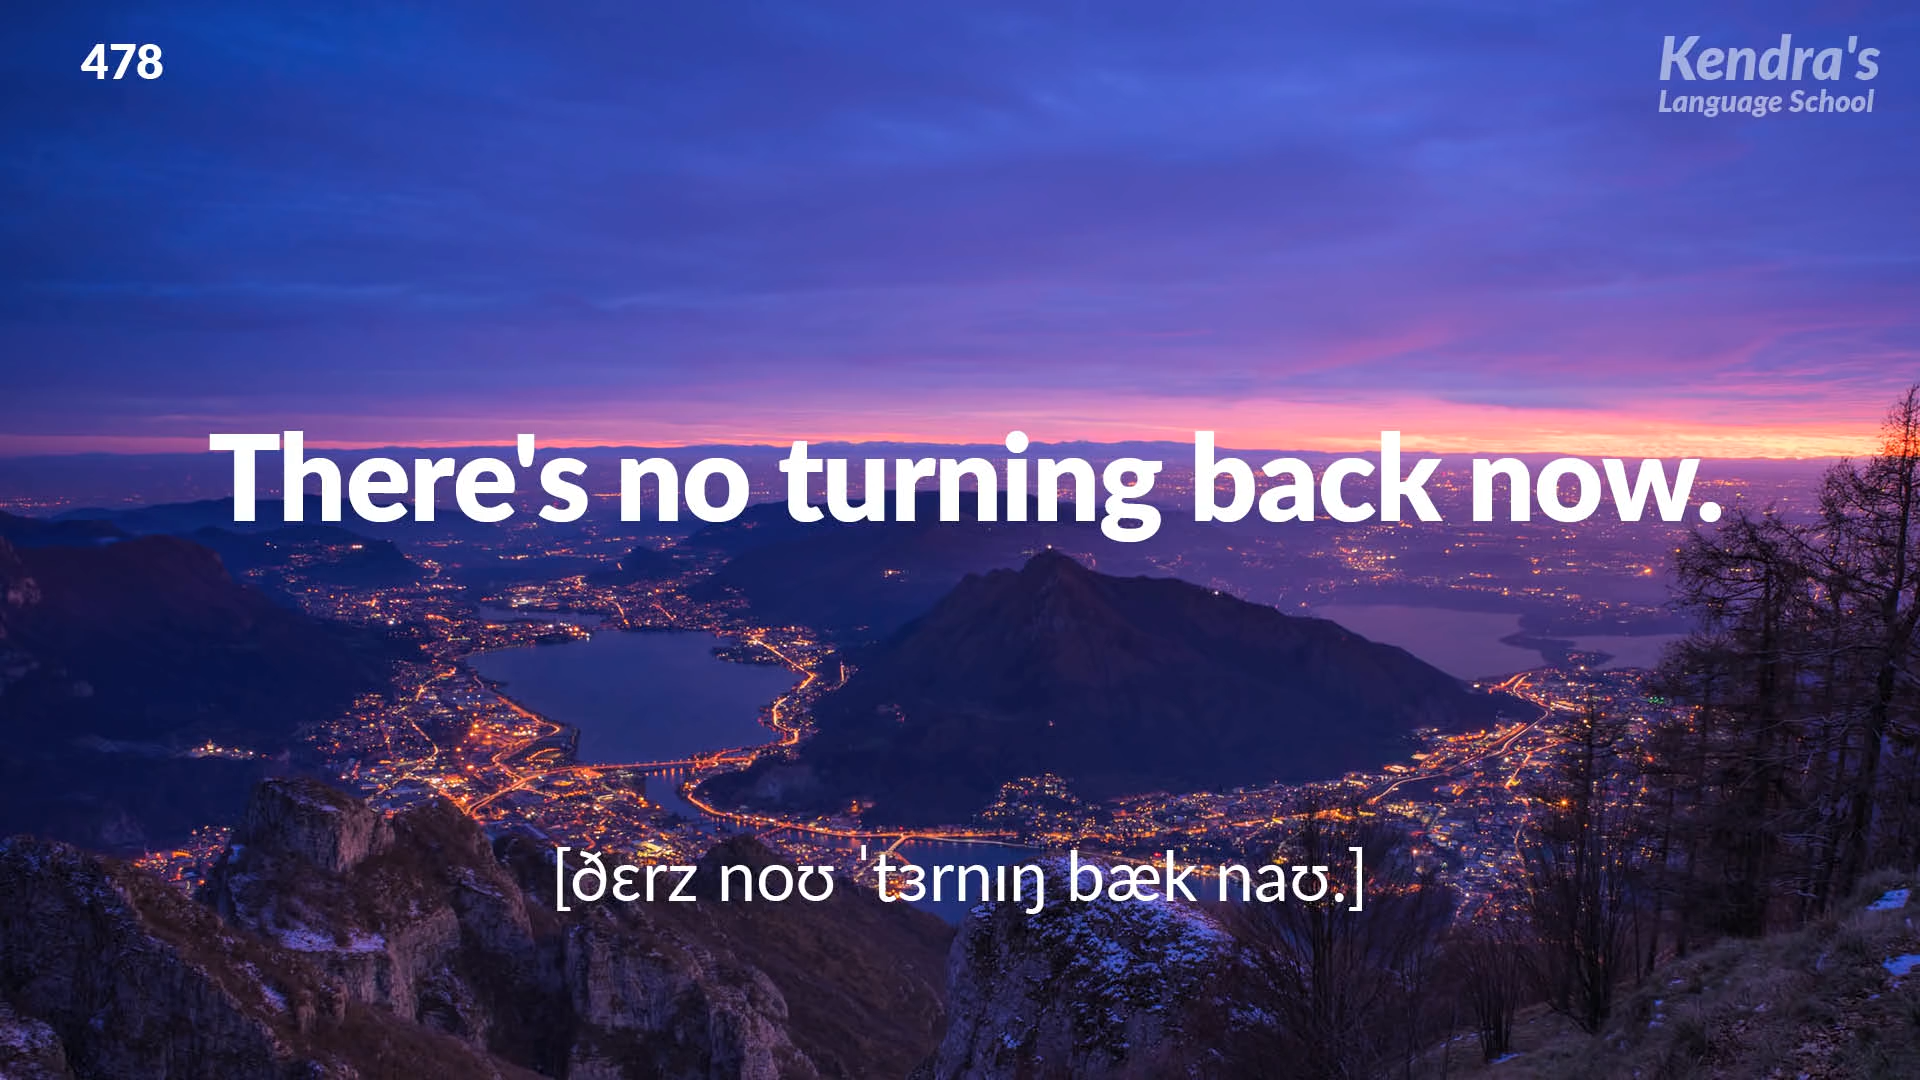 478
Kendra's
Language School
There's no turning back now.
[ðɛrz noʊ ˈtɜrnɪŋ bæk naʊ.]